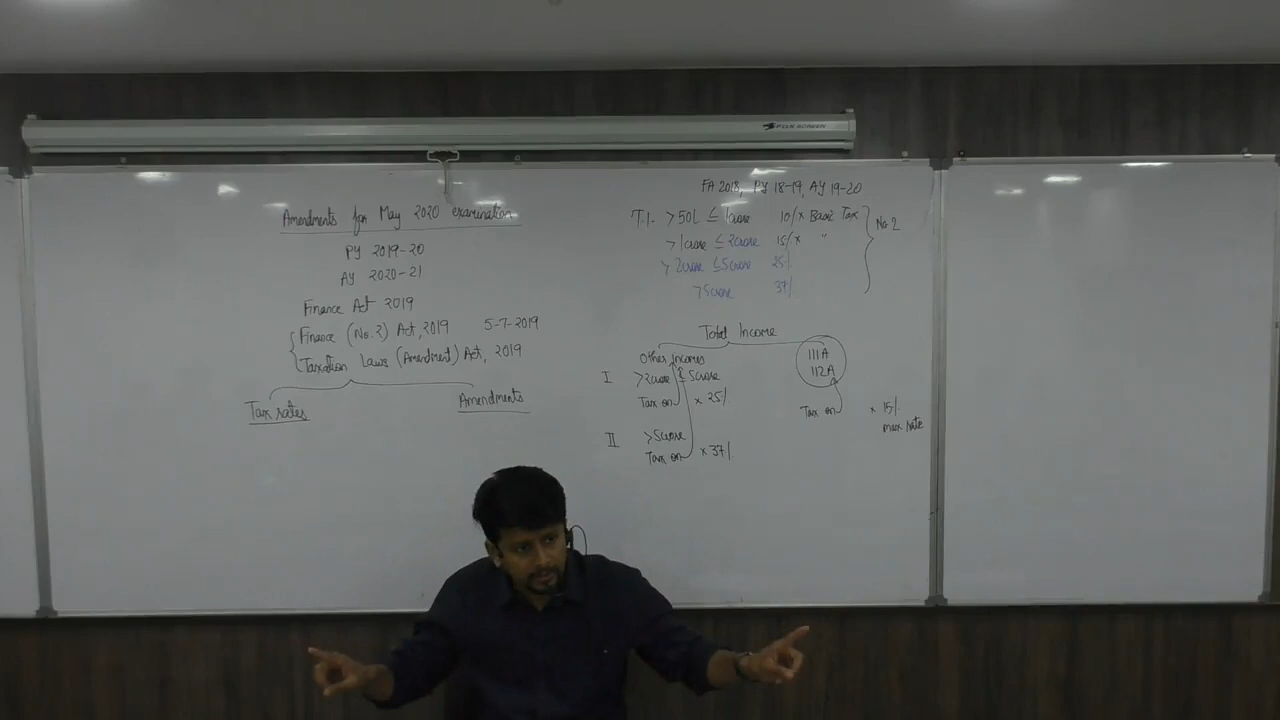 PDS SCREEN
Amendments for May 2020 examination
PY 2019-20
AY 2020-21
Finance Act 2019
Finance (No. 2) Act, 2019 5-7-2019
Taxation Laws (Amendment) Act, 2019
Tax rates Amendments
FA 2018, PY 18-19, AY 19-20
T.I. >50L ≤ 1crore 10% x Basic Tax No. 2
>1crore ≤ 2crore 15% x "
>2crore ≤5crore 25%
>5crore 37%
Total Income
Other Incomes 111A
112A
I >2crore ≤ 5crore
Tax on x 25% Tax on x 15%
max rate
II >5crore
Tax on x 37%